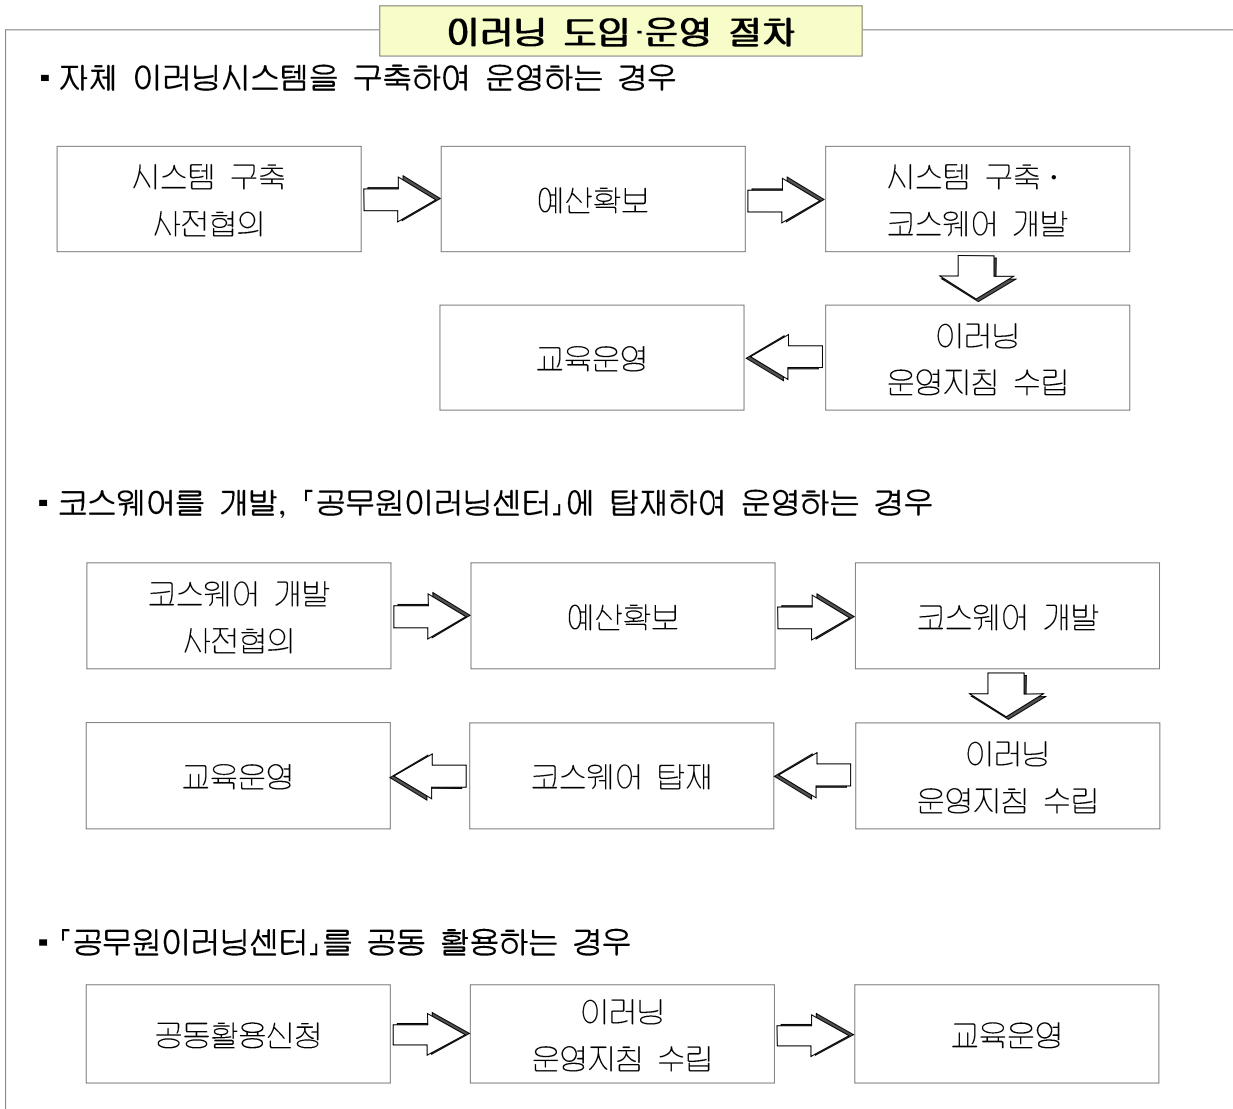 이러닝 도입·운영 절차
▪ 자체 이러닝시스템을 구축하여 운영하는 경우
시스템 구축
사전협의
예산확보
시스템 구축·
코스웨어 개발
이러닝
운영지침 수립
교육운영
▪ 코스웨어를 개발, 「공무원이러닝센터」에 탑재하여 운영하는 경우
코스웨어 개발
사전협의
예산확보
코스웨어 개발
이러닝
운영지침 수립
코스웨어 탑재
교육운영
▪ 「공무원이러닝센터」를 공동 활용하는 경우
공동활용신청
이러닝
운영지침 수립
교육운영